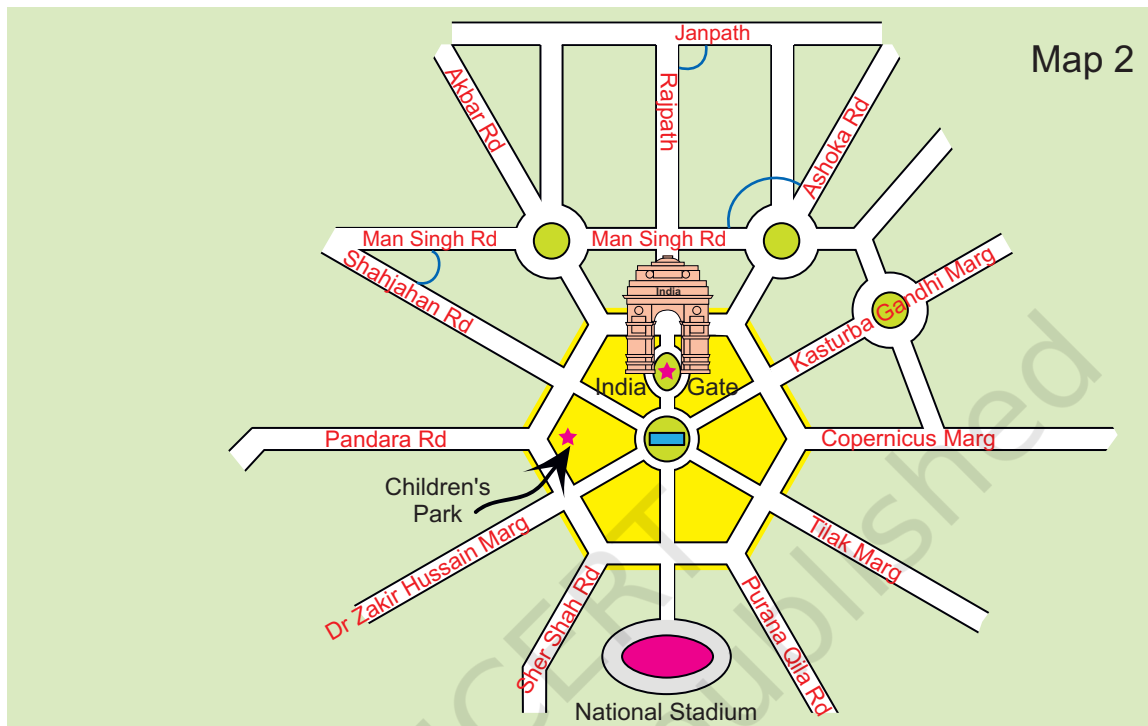 Janpath
Map 2
Akbar Rd
Rajpath
Ashoka Rd
Man Singh Rd
Man Singh Rd
Shahjahan Rd
India
Kasturba Gandhi Marg
India Gate
Pandara Rd
Copernicus Marg
Children's
Park
Dr Zakir Hussain Marg
Tilak Marg
Sher Shah Rd
Purana Qila Rd
National Stadium
NCERT
published